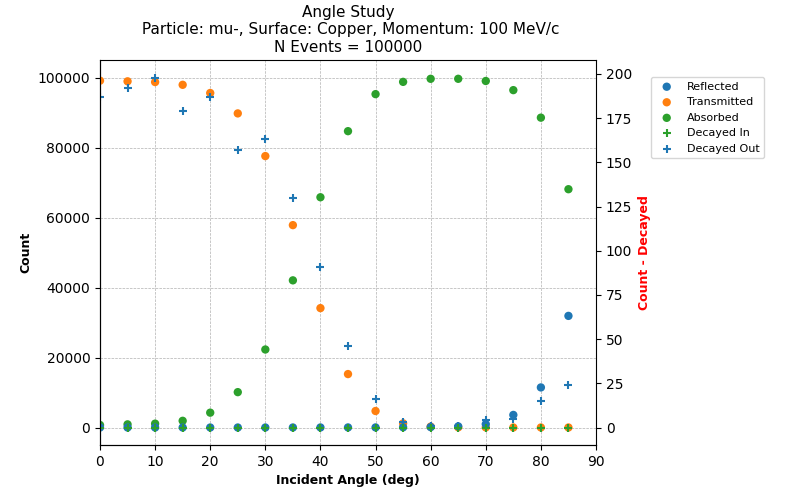 Angle Study
Particle: mu-, Surface: Copper, Momentum: 100 MeV/c
N Events = 100000
100000
80000
60000
40000
20000
0
Count
0 10 20 30 40 50 60 70 80 90
Incident Angle (deg)
200
175
150
125
100
75
50
25
0
Count - Decayed
Reflected
Transmitted
Absorbed
Decayed In
Decayed Out